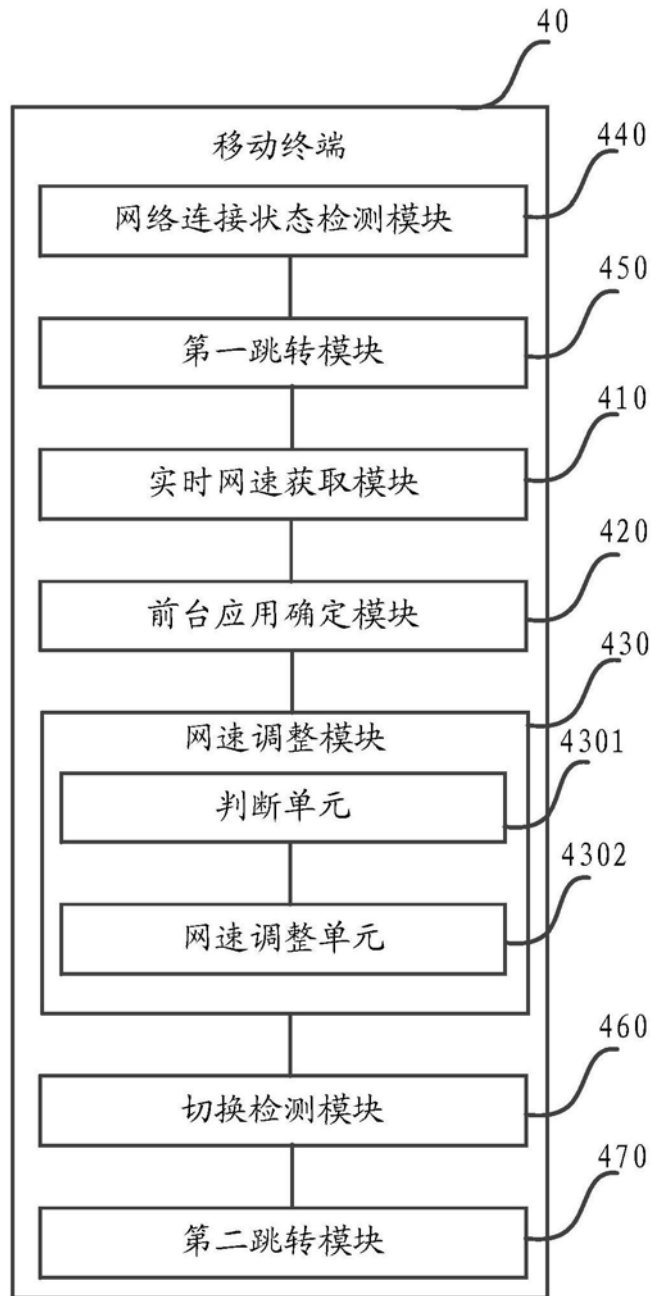 40
移动终端
440
网络连接状态检测模块
450
第一跳转模块
410
实时网速获取模块
420
前台应用确定模块
430
网速调整模块
4301
判断单元
4302
网速调整单元
460
切换检测模块
470
第二跳转模块